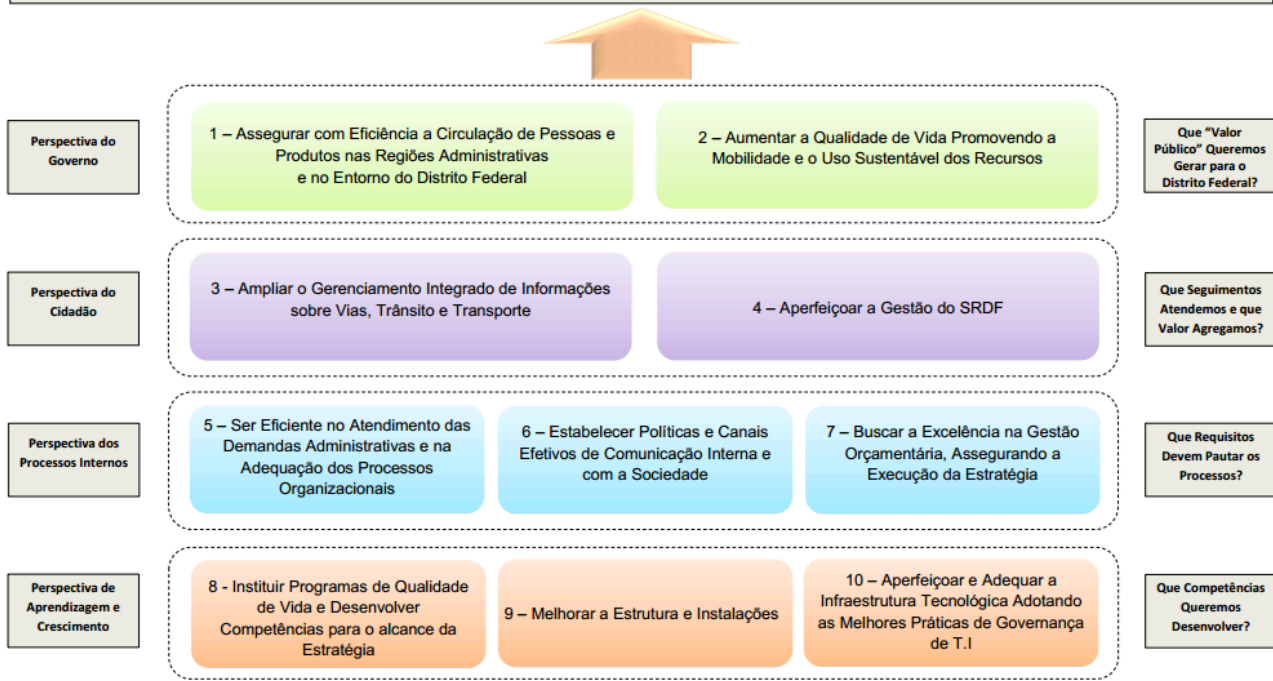 Perspectiva do
Governo
1 – Assegurar com Eficiência a Circulação de Pessoas e
Produtos nas Regiões Administrativas
e no Entorno do Distrito Federal
2 – Aumentar a Qualidade de Vida Promovendo a
Mobilidade e o Uso Sustentável dos Recursos
Que “Valor
Público” Queremos
Gerar para o
Distrito Federal?
Perspectiva do
Cidadão
3 – Ampliar o Gerenciamento Integrado de Informações
sobre Vias, Trânsito e Transporte
4 – Aperfeiçoar a Gestão do SRDF
Que Seguimentos
Atendemos e que
Valor Agregamos?
Perspectiva dos
Processos Internos
5 – Ser Eficiente no Atendimento das
Demandas Administrativas e na
Adequação dos Processos
Organizacionais
6 – Estabelecer Políticas e Canais
Efetivos de Comunicação Interna e
com a Sociedade
7 – Buscar a Excelência na Gestão
Orçamentária, Assegurando a
Execução da Estratégia
Que Requisitos
Devem Pautar os
Processos?
Perspectiva de
Aprendizagem e
Crescimento
8 - Instituir Programas de Qualidade
de Vida e Desenvolver
Competências para o alcance da
Estratégia
9 – Melhorar a Estrutura e Instalações
10 – Aperfeiçoar e Adequar a
Infraestrutura Tecnológica Adotando
as Melhores Práticas de Governança
de T.I
Que Competências
Queremos
Desenvolver?